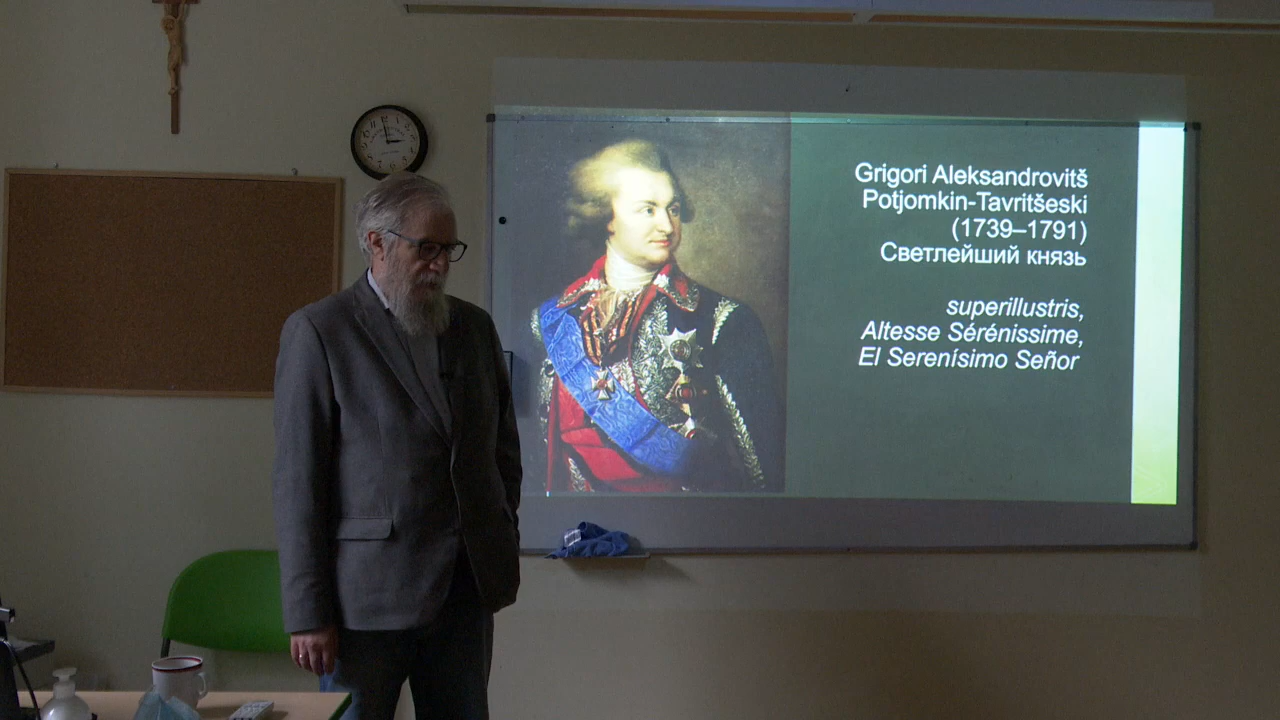 Grigori Aleksandrovitš
Potjomkin-Tavritšeski
(1739–1791)
Светлейший князь
superillustris,
Altesse Sérénissime,
El Serenísimo Señor